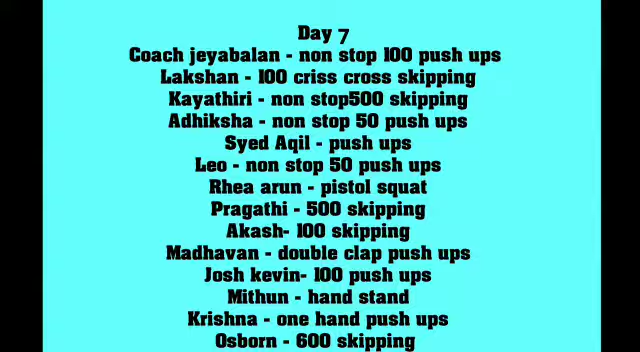 Day 7
Coach jeyabalan - non stop 100 push ups
Lakshan - 100 criss cross skipping
Kayathiri - non stop500 skipping
Adhiksha - non stop 50 push ups
Syed Aqil - push ups
Leo - non stop 50 push ups
Rhea arun - pistol squat
Pragathi - 500 skipping
Akash- 100 skipping
Madhavan - double clap push ups
Josh kevin- 100 push ups
Mithun - hand stand
Krishna - one hand push ups
Osborn - 600 skipping